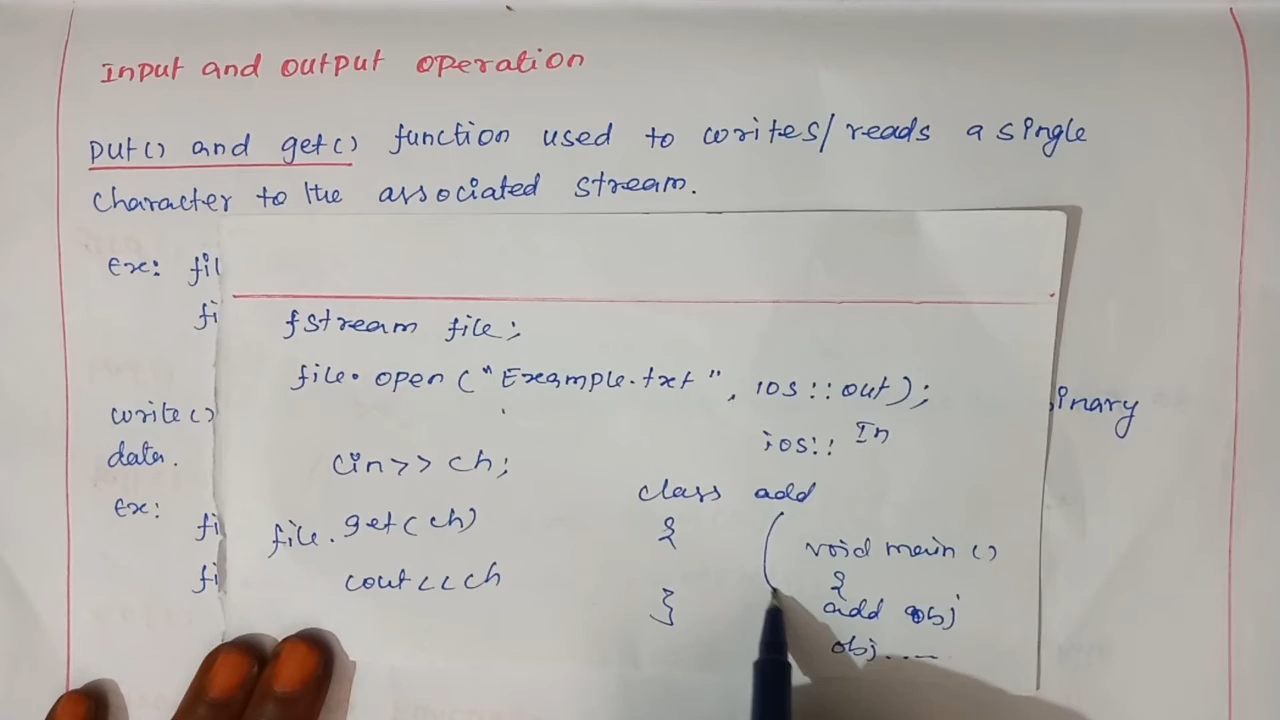 Input and output operation
put() and get() function used to writes/reads a single
character to the associated stream.
Ex: fil
fi
fstream file;
file.open("Example.txt", ios::out);
ios:: In
inary
write()
data.
cin>> ch;
class add
Ex:
{
void main ()
fi
file.get(ch)
{
fi
cout<<ch
}
add obj
obj....